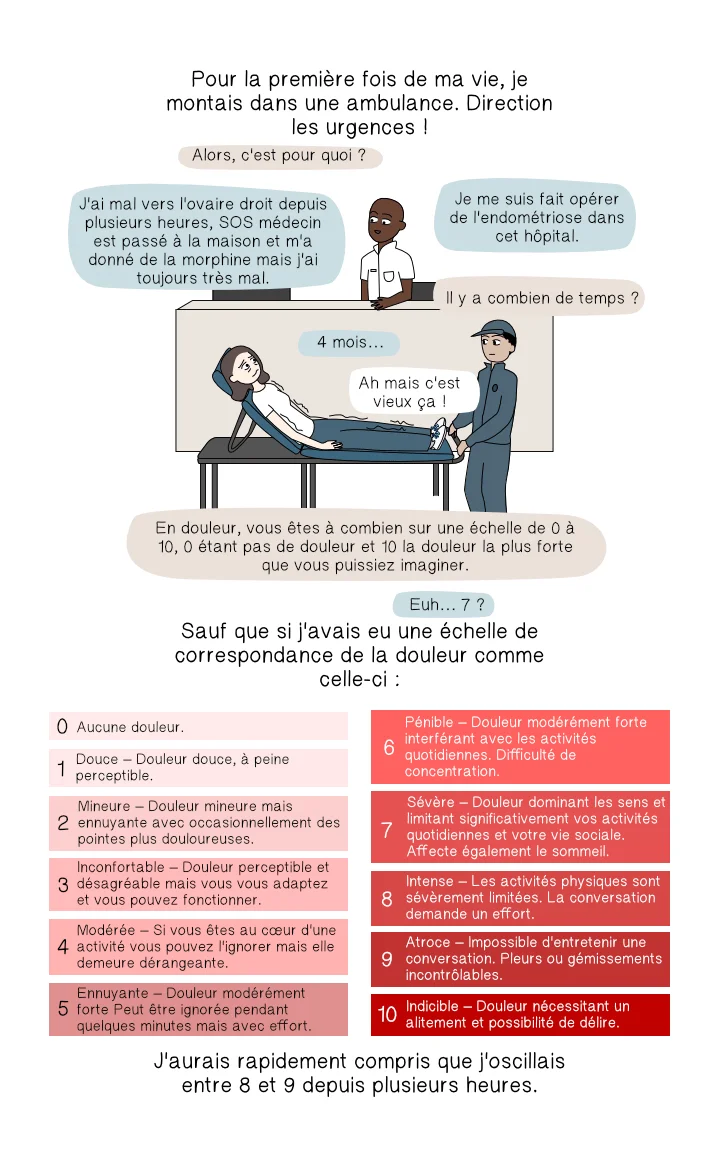 Pour la première fois de ma vie, je
montais dans une ambulance. Direction
les urgences !
Alors, c'est pour quoi ?
J'ai mal vers l'ovaire droit depuis
plusieurs heures, SOS médecin
est passé à la maison et m'a
donné de la morphine mais j'ai
toujours très mal.
Je me suis fait opérer
de l'endométriose dans
cet hôpital.
Il y a combien de temps ?
4 mois...
Ah mais c'est
vieux ça !
En douleur, vous êtes à combien sur une échelle de 0 à
10, 0 étant pas de douleur et 10 la douleur la plus forte
que vous puissiez imaginer.
Euh... 7 ?
Sauf que si j'avais eu une échelle de
correspondance de la douleur comme
celle-ci :
0 Aucune douleur.
1 Douce – Douleur douce, à peine
perceptible.
2 Mineure – Douleur mineure mais
ennuyante avec occasionnellement des
pointes plus douloureuses.
3 Inconfortable – Douleur perceptible et
désagréable mais vous vous adaptez
et vous pouvez fonctionner.
4 Modérée – Si vous êtes au cœur d'une
activité vous pouvez l'ignorer mais elle
demeure dérangeante.
5 Ennuyante – Douleur modérément
forte Peut être ignorée pendant
quelques minutes mais avec effort.
6 Pénible – Douleur modérément forte
interférant avec les activités
quotidiennes. Difficulté de
concentration.
7 Sévère – Douleur dominant les sens et
limitant significativement vos activités
quotidiennes et votre vie sociale.
Affecte également le sommeil.
8 Intense – Les activités physiques sont
sévèrement limitées. La conversation
demande un effort.
9 Atroce – Impossible d'entretenir une
conversation. Pleurs ou gémissements
incontrôlables.
10 Indicible – Douleur nécessitant un
alitement et possibilité de délire.
J'aurais rapidement compris que j'oscillais
entre 8 et 9 depuis plusieurs heures.